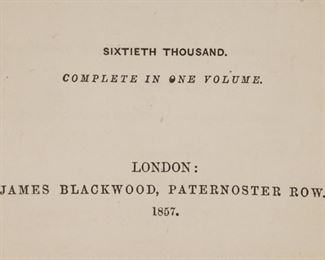 SIXTIETH THOUSAND.
COMPLETE IN ONE VOLUME.
LONDON:
JAMES BLACKWOOD, PATERNOSTER ROW.
1857.